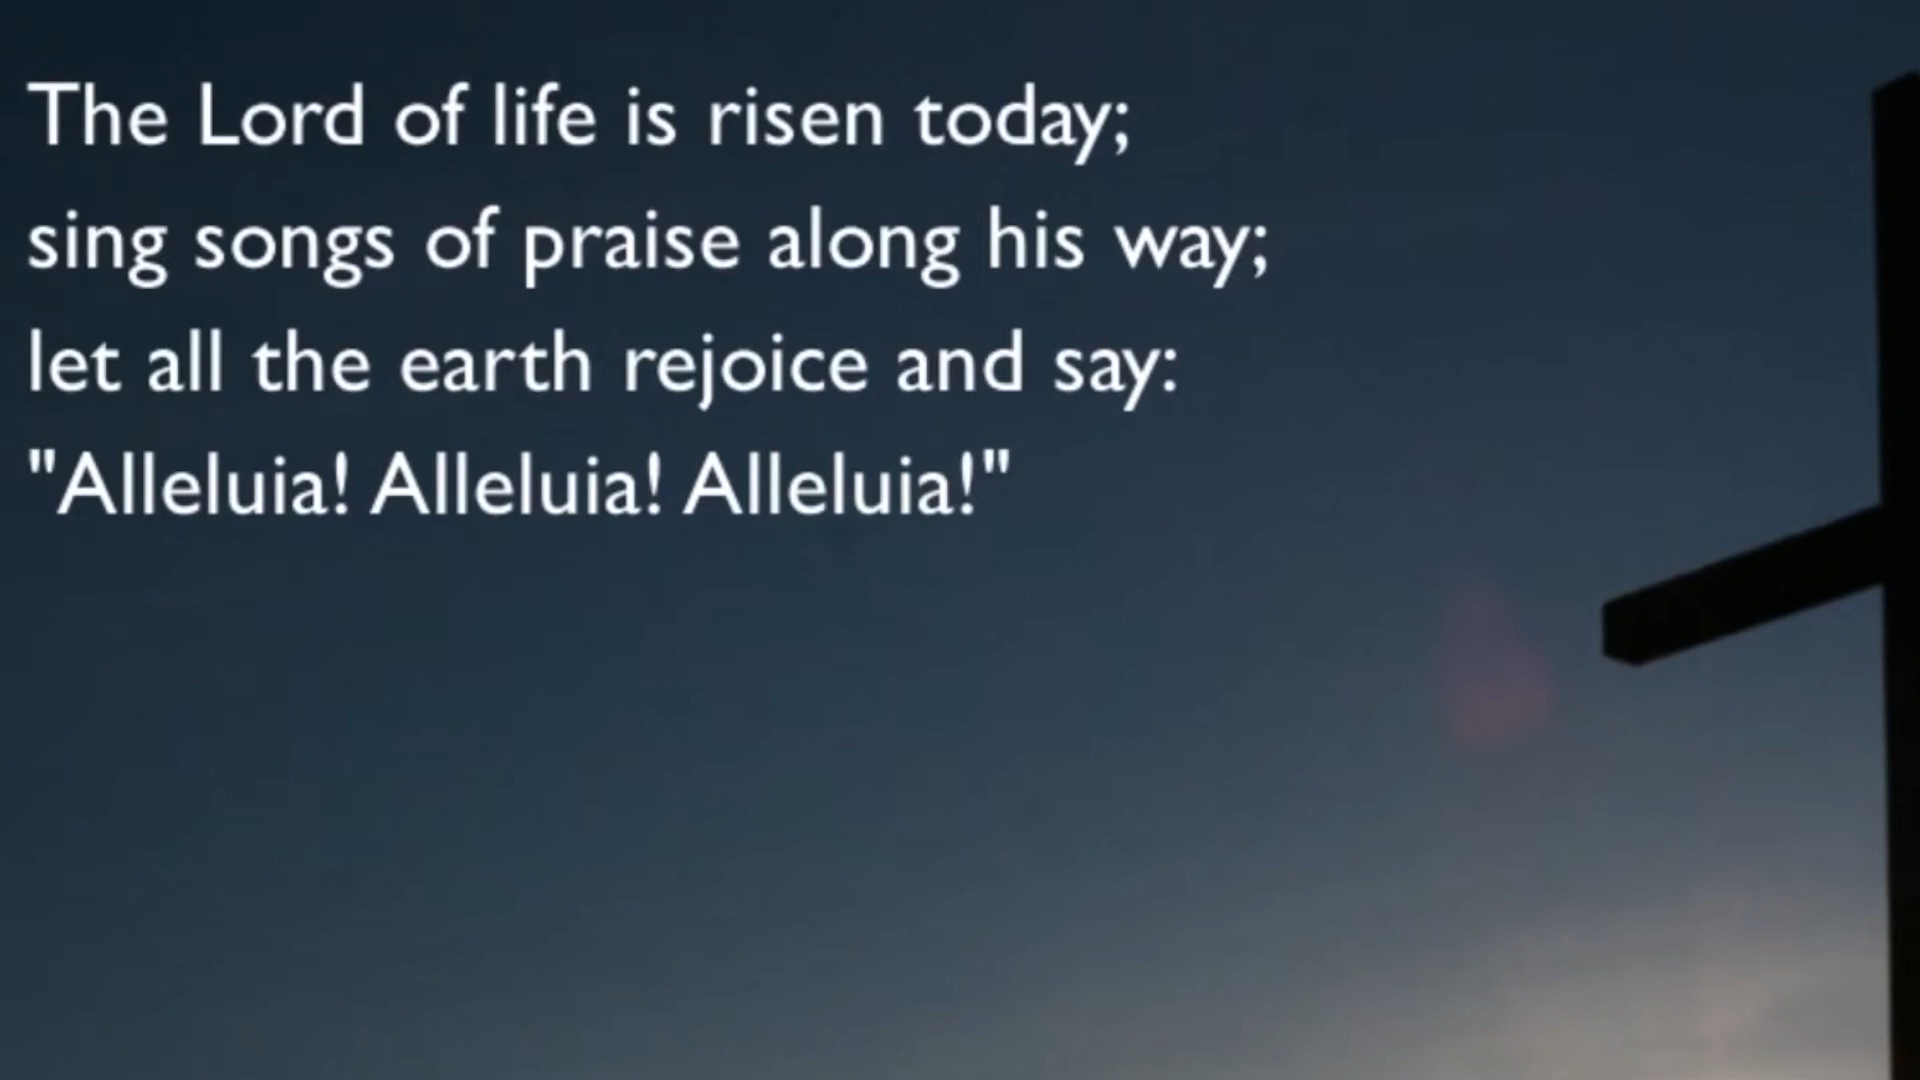 The Lord of life is risen today;
sing songs of praise along his way;
let all the earth rejoice and say:
"Alleluia! Alleluia! Alleluia!"